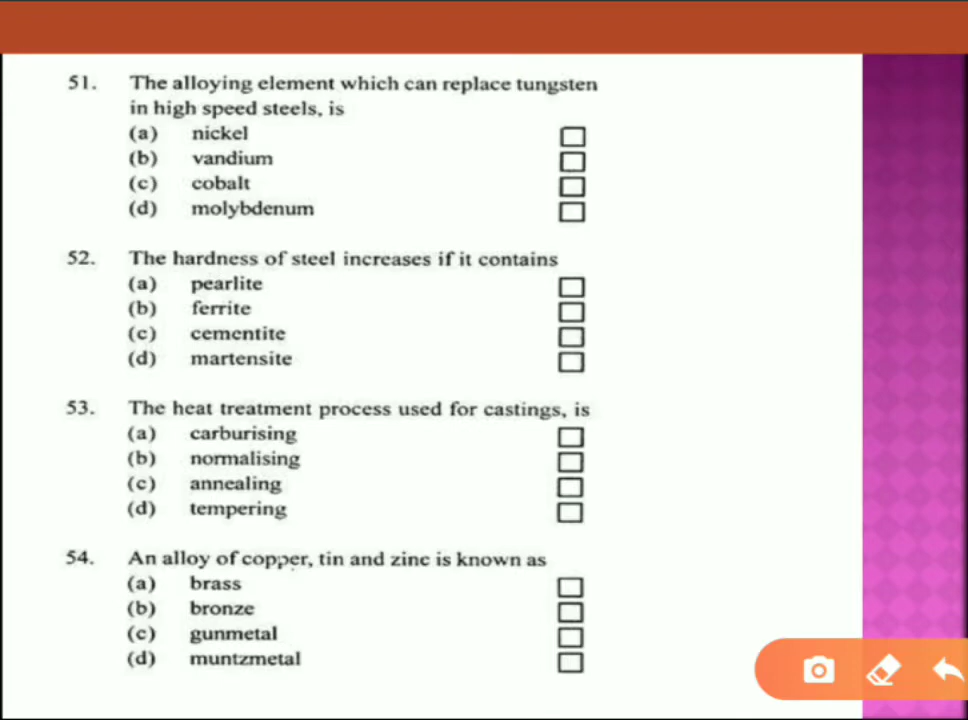 51. The alloying element which can replace tungsten
in high speed steels, is
(a) nickel
(b) vandium
(c) cobalt
(d) molybdenum
52. The hardness of steel increases if it contains
(a) pearlite
(b) ferrite
(c) cementite
(d) martensite
53. The heat treatment process used for castings, is
(a) carburising
(b) normalising
(c) annealing
(d) tempering
54. An alloy of copper, tin and zinc is known as
(a) brass
(b) bronze
(c) gunmetal
(d) muntzmetal